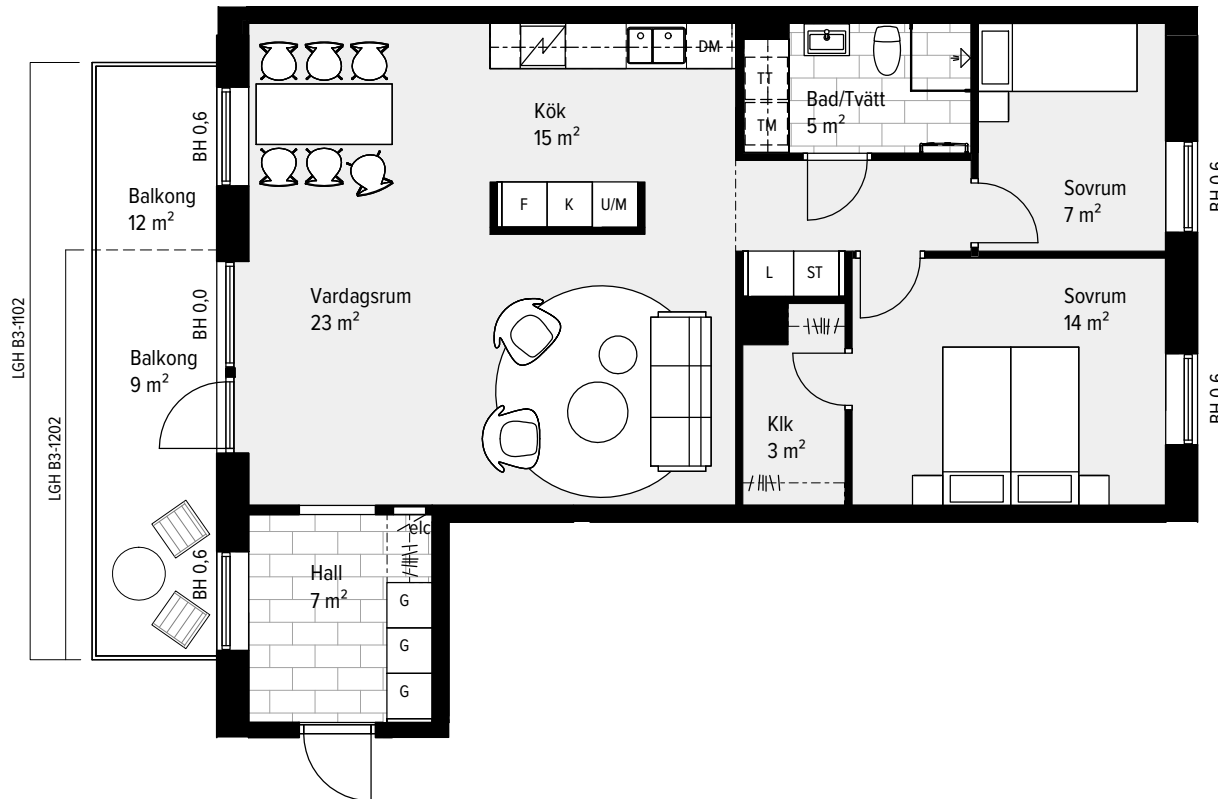 DM
TT
TM
Bad/Tvätt
5 m²
Kök
15 m²
BH 0,6
Balkong
12 m²
F
K
U/M
Sovrum
7 m²
BH 0,6
L
ST
Vardagsrum
23 m²
BH 0,0
Balkong
9 m²
Sovrum
14 m²
BH 0,6
Klk
3 m²
LGH B3-1102
LGH B3-1202
elc
BH 0,6
Hall
7 m²
G
G
G